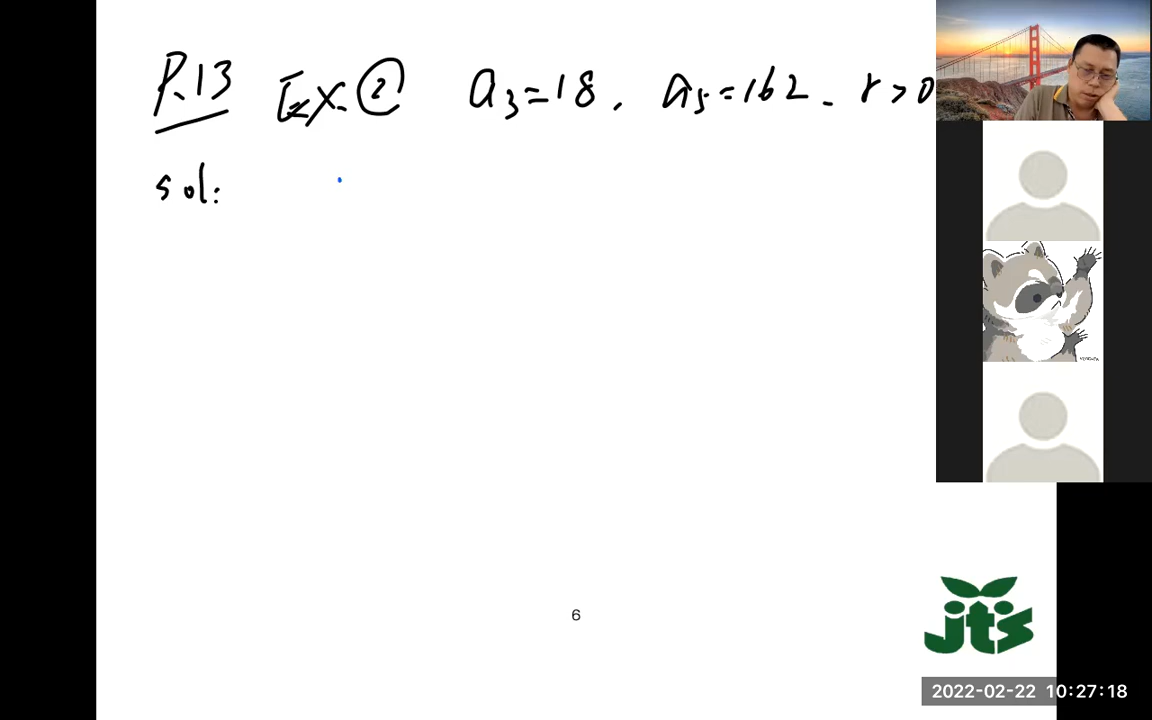 P.13 Ex.② a₃=18, a₅=162. r>0
sol:
6
jts
2022-02-22 10:27:18